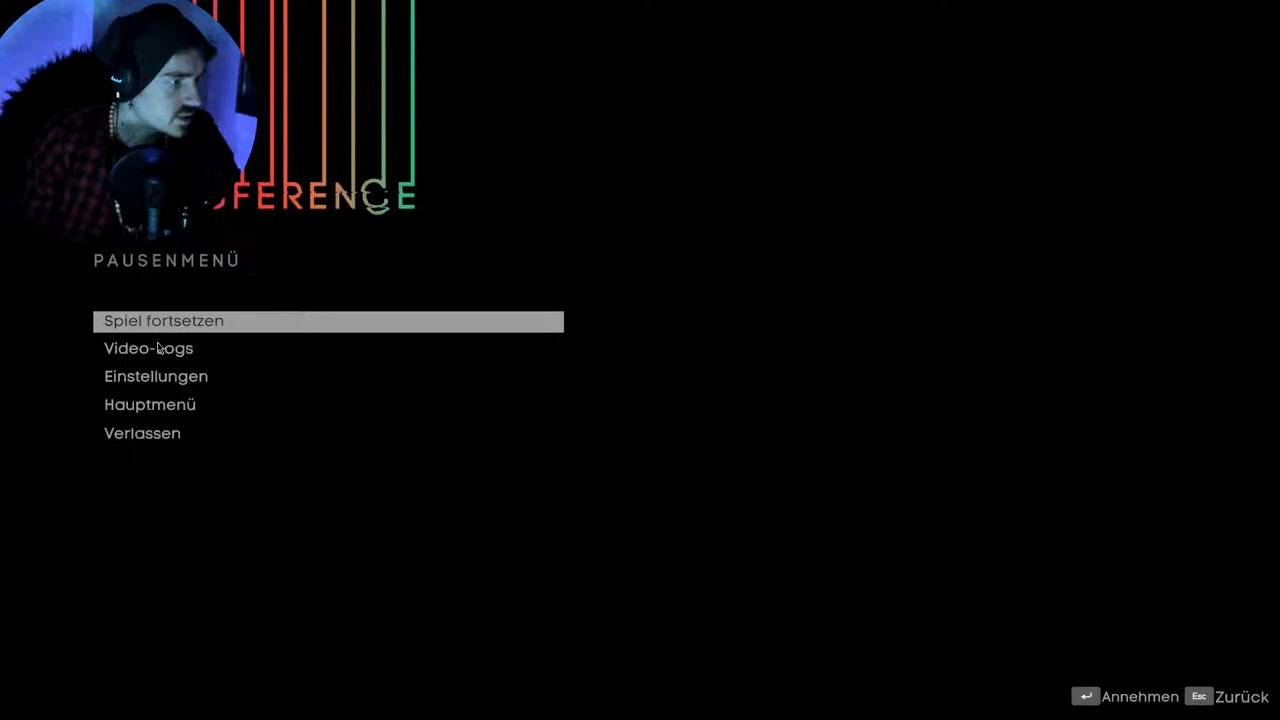 FERENCE
PAUSENMENÜ
Spiel fortsetzen
Video-Logs
Einstellungen
Hauptmenü
Verlassen
Annehmen Esc Zurück